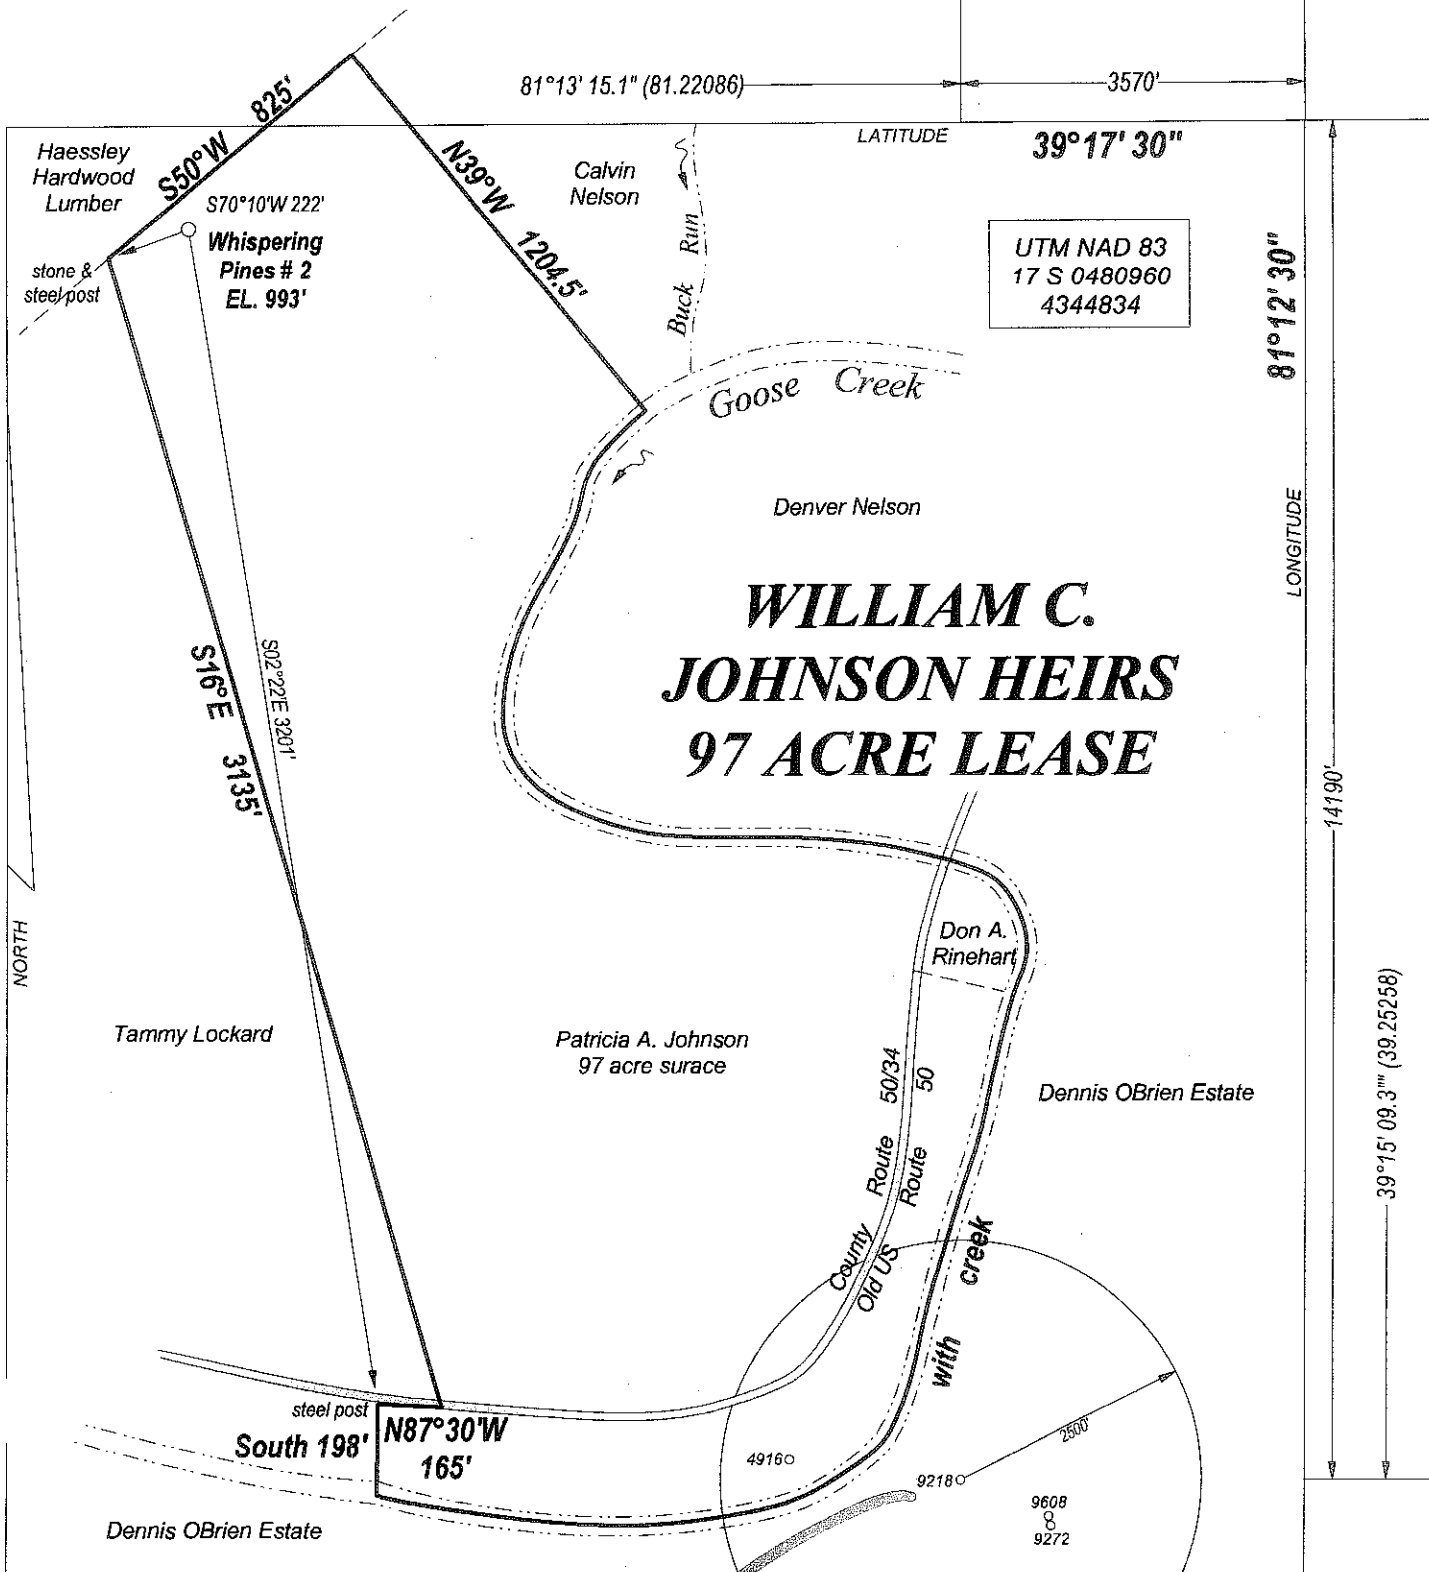 81°13' 15.1" (81.22086)
3570'
LATITUDE
39°17' 30"
Haessley
Hardwood
Lumber
S50°W 825'
N39°W 1204.5'
Calvin
Nelson
S70°10'W 222'
Whispering
Pines # 2
EL. 993'
stone &
steel post
Buck Run
UTM NAD 83
17 S 0480960
4344834
81°12' 30"
LONGITUDE
Goose Creek
Denver Nelson
WILLIAM C.
JOHNSON HEIRS
97 ACRE LEASE
S16°E 3135'
S02°22'E 3201'
14190'
NORTH
Don A.
Rinehart
Tammy Lockard
Patricia A. Johnson
97 acre surace
County Route 50/34
Old US Route 50
Dennis OBrien Estate
39°15' 09.3"" (39.25258)
with creek
steel post
South 198'
N87°30'W
165'
2500'
4916
9218
9608
9272
Dennis OBrien Estate